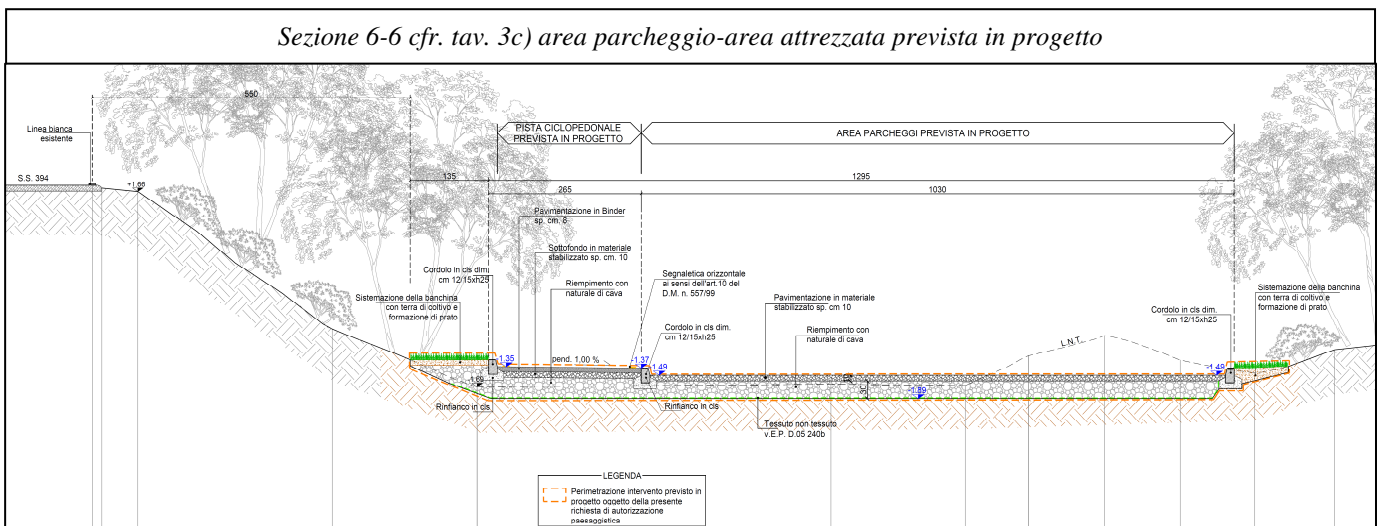 Sezione 6-6 cfr. tav. 3c) area parcheggio-area attrezzata prevista in progetto
550
Linea bianca
esistente
PISTA CICLOPEDONALE
PREVISTA IN PROGETTO
AREA PARCHEGGI PREVISTA IN PROGETTO
S.S. 394
+1.66
135
1295
265
1030
Pavimentazione in Binder
sp. cm. 8
Sottofondo in materiale
stabilizzato sp. cm. 10
Cordolo in cls dim.
cm 12/15xh25
Riempimento con
naturale di cava
Segnaletica orizzontale
ai sensi dell'art.10 del
D.M. n. 557/99
Sistemazione della banchina
con terra di coltivo e
formazione di prato
Pavimentazione in materiale
stabilizzato sp. cm 10
Cordolo in cls dim.
cm 12/15xh25
Riempimento con
naturale di cava
Cordolo in cls dim.
cm 12/15xh25
Sistemazione della banchina
con terra di coltivo e
formazione di prato
L.N.T.
-1.35
pend. 1.00 %
-1.37
-1.49
-1.49
10
30
-1.89
Rinfianco in cls
Rinfianco in cls
Tessuto non tessuto
v.E.P. D.05 240b
LEGENDA
Perimetrazione intervento previsto in
progetto oggetto della presente
richiesta di autorizzazione
paesaggistica